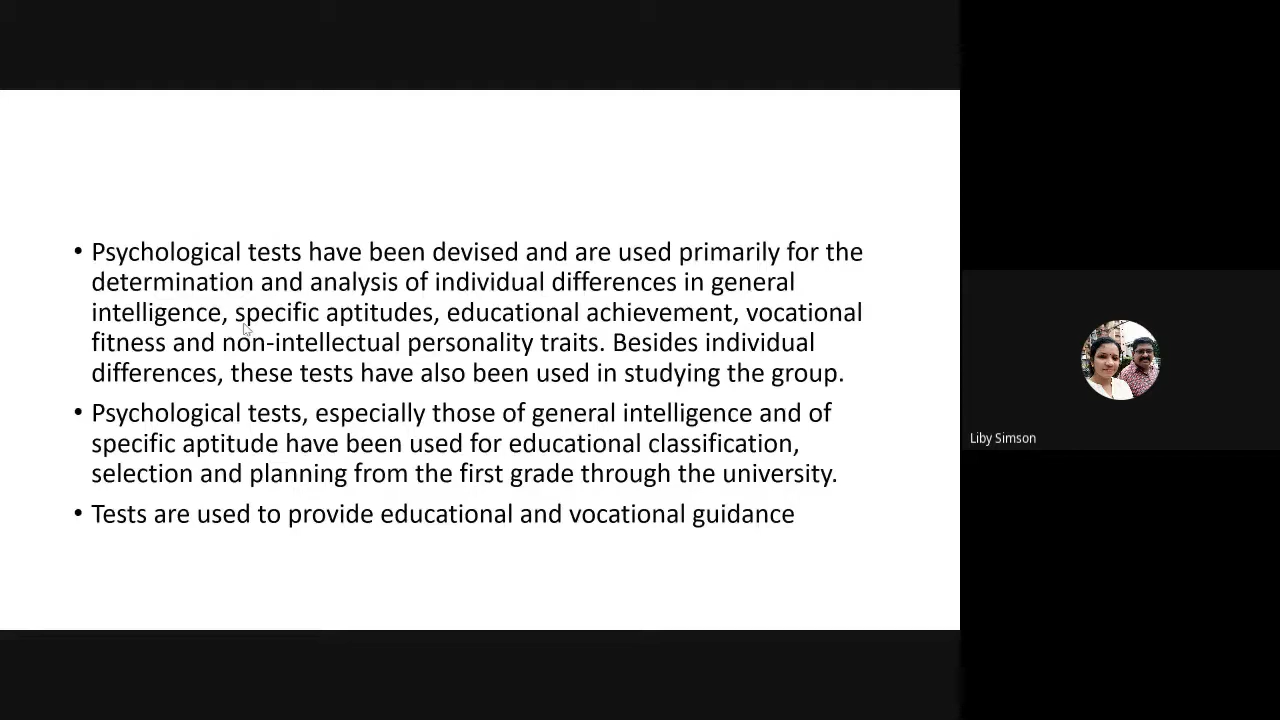 • Psychological tests have been devised and are used primarily for the
determination and analysis of individual differences in general
intelligence, specific aptitudes, educational achievement, vocational
fitness and non-intellectual personality traits. Besides individual
differences, these tests have also been used in studying the group.
• Psychological tests, especially those of general intelligence and of
specific aptitude have been used for educational classification,
selection and planning from the first grade through the university.
• Tests are used to provide educational and vocational guidance
Liby Simson